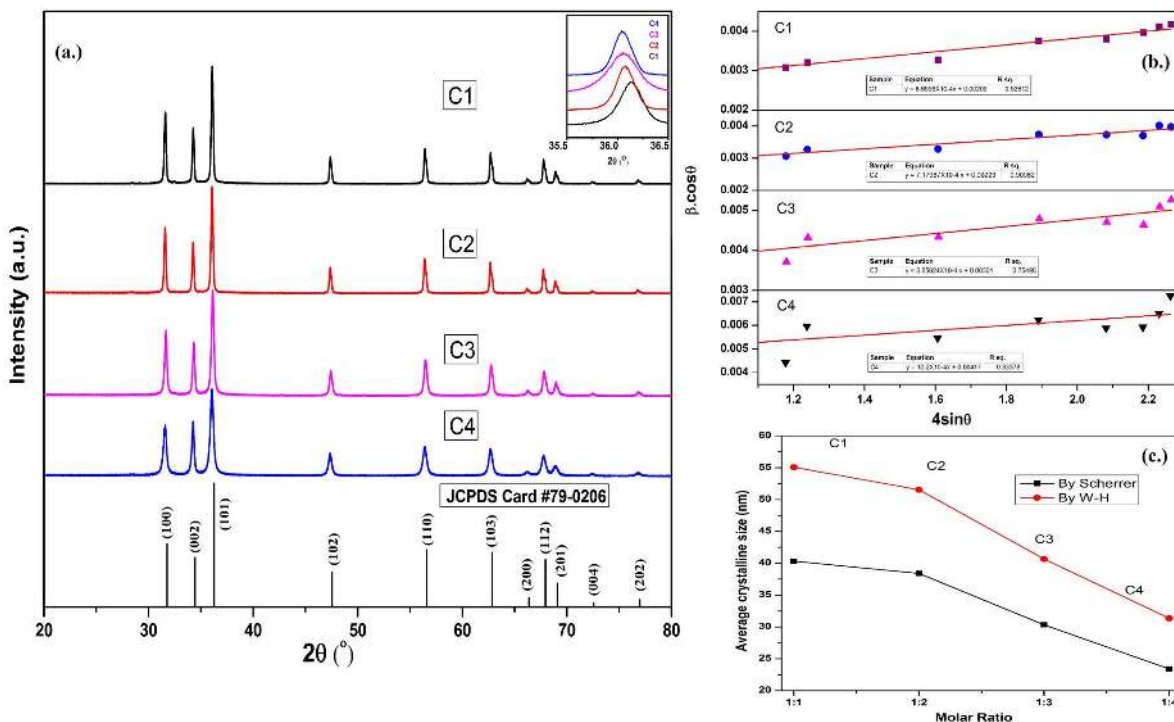 (a.)
C4
C3
C2
C1
35.5 36.0 36.5
2θ (°)
C1
C2
C3
C4
JCPDS Card #79-0206
(100)
(002)
(101)
(102)
(110)
(103)
(200)
(112)
(201)
(004)
(202)
Intensity (a.u.)
20 30 40 50 60 70 80
2θ (°)
(b.)
0.004
0.003
0.002
C1
Sample Equation R sq.
C1
0.004
0.003
0.002
C2
Sample Equation R sq.
C2
0.005
0.004
0.003
C3
Sample Equation R sq.
C3
0.007
0.006
0.005
0.004
C4
Sample Equation R sq.
C4
β.cosθ
1.2 1.4 1.6 1.8 2.0 2.2
4sinθ
(c.)
60
55
50
45
40
35
30
25
20
C1
C2
C3
C4
By Scherrer
By W-H
Average crystalline size (nm)
1:1 1:2 1:3 1:4
Molar Ratio